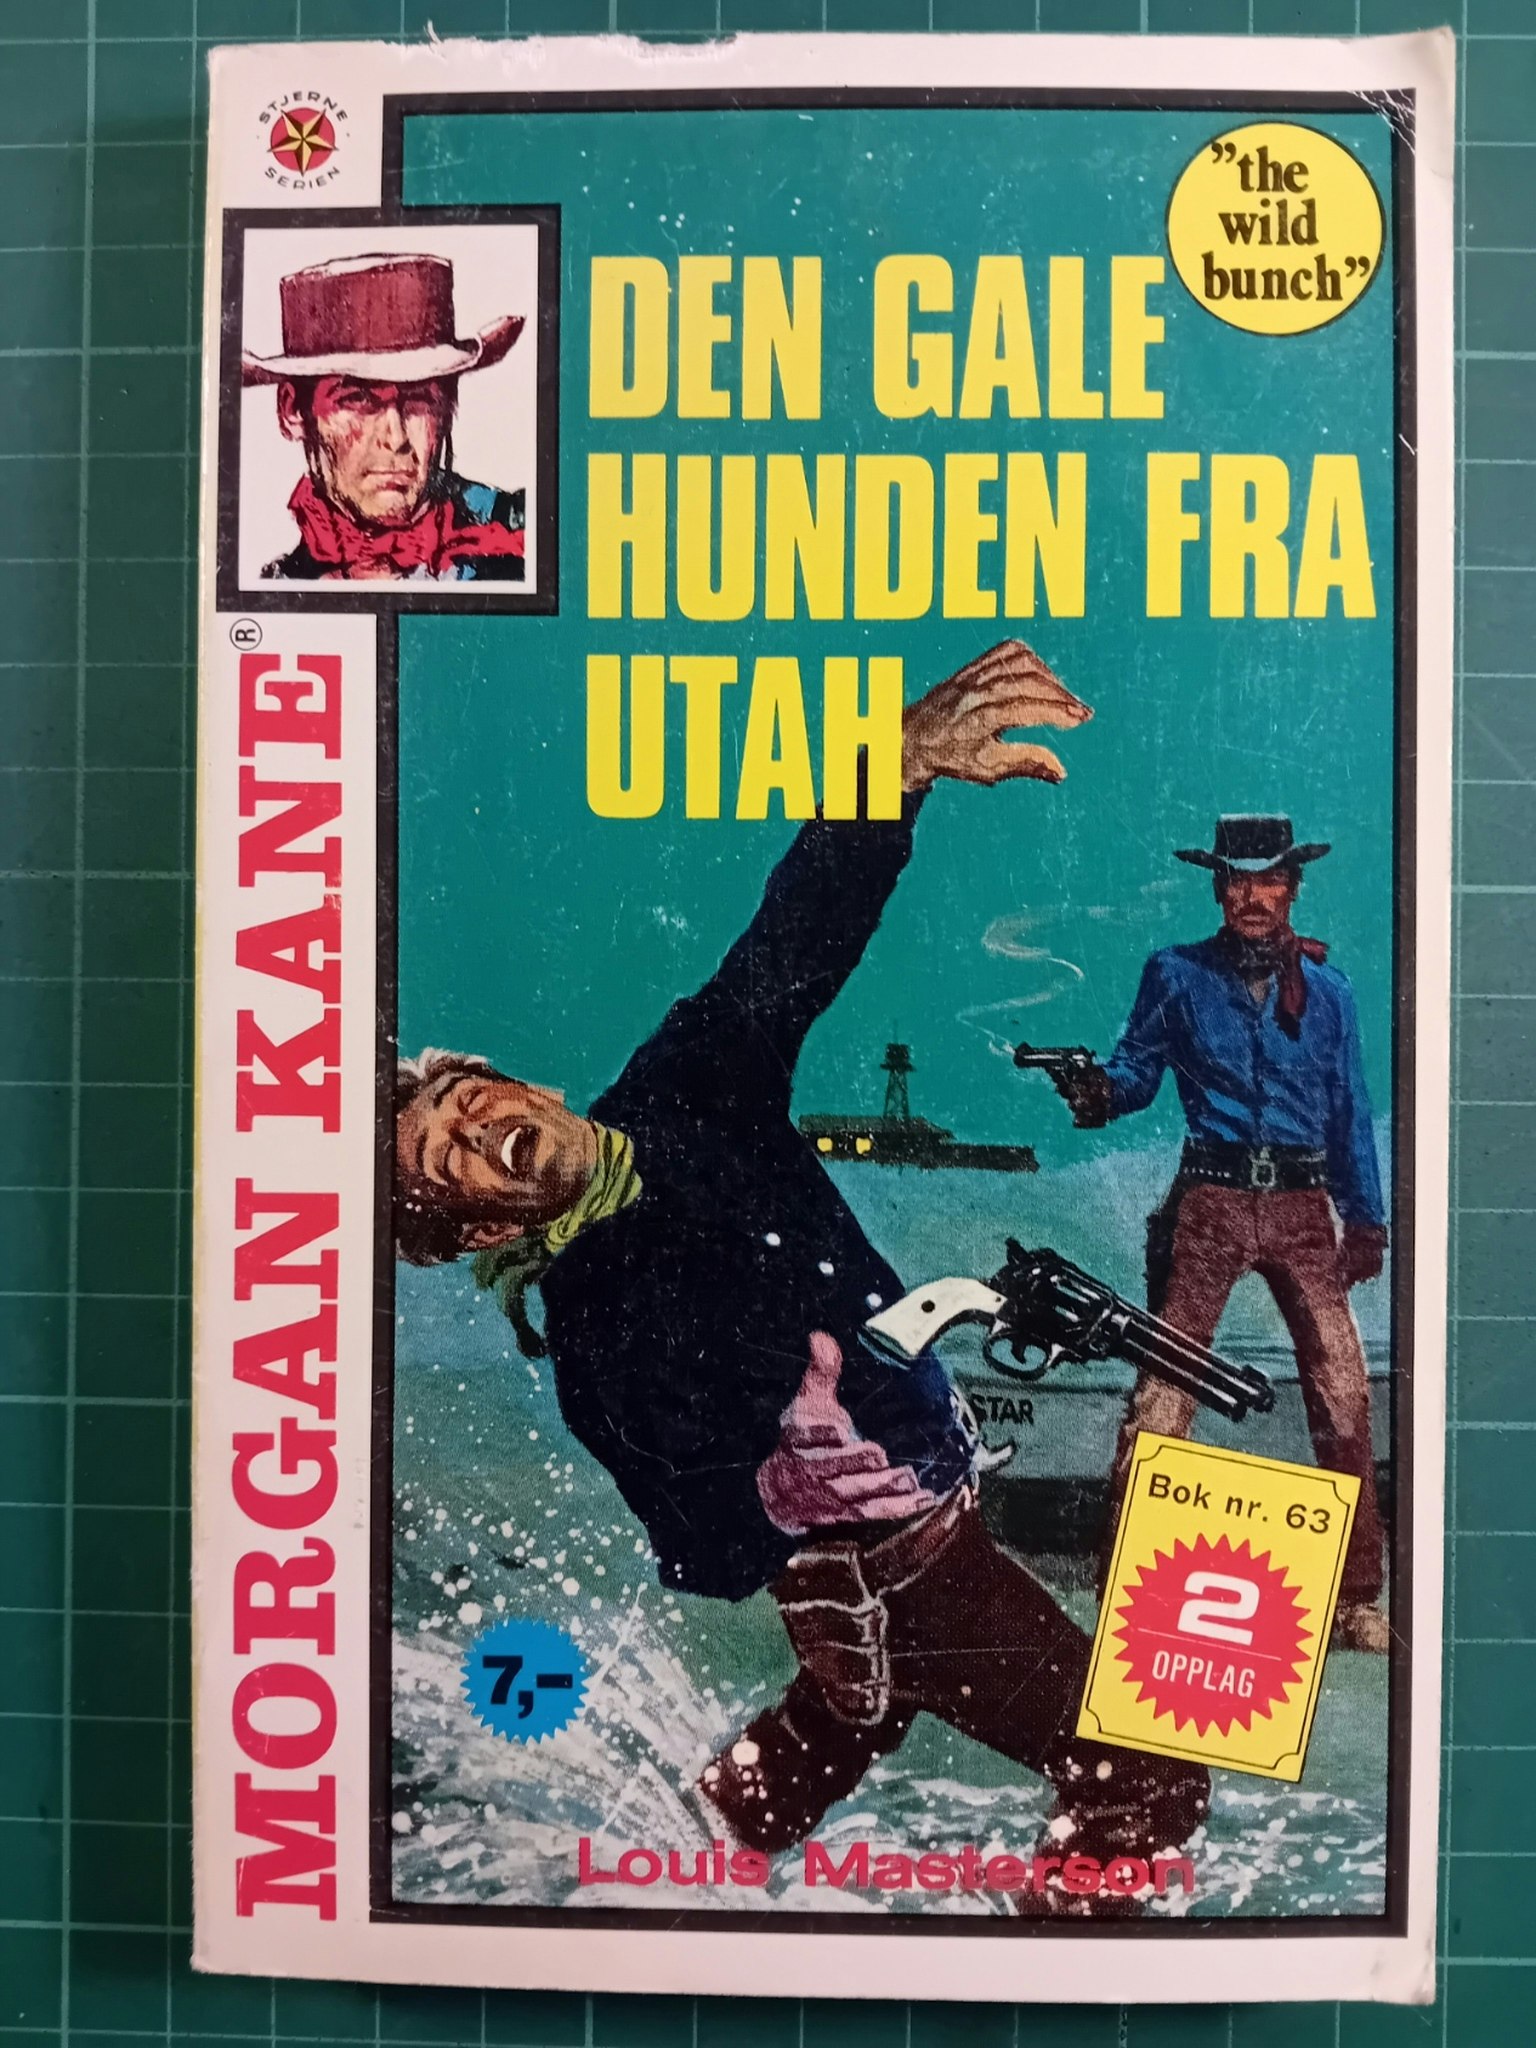 STJERNE
SERIEN
”the
wild
bunch”
DEN GALE
HUNDEN FRA
UTAH
MORGAN KANE®
STAR
Bok nr. 63
2
OPPLAG
7,-
Louis Masterson